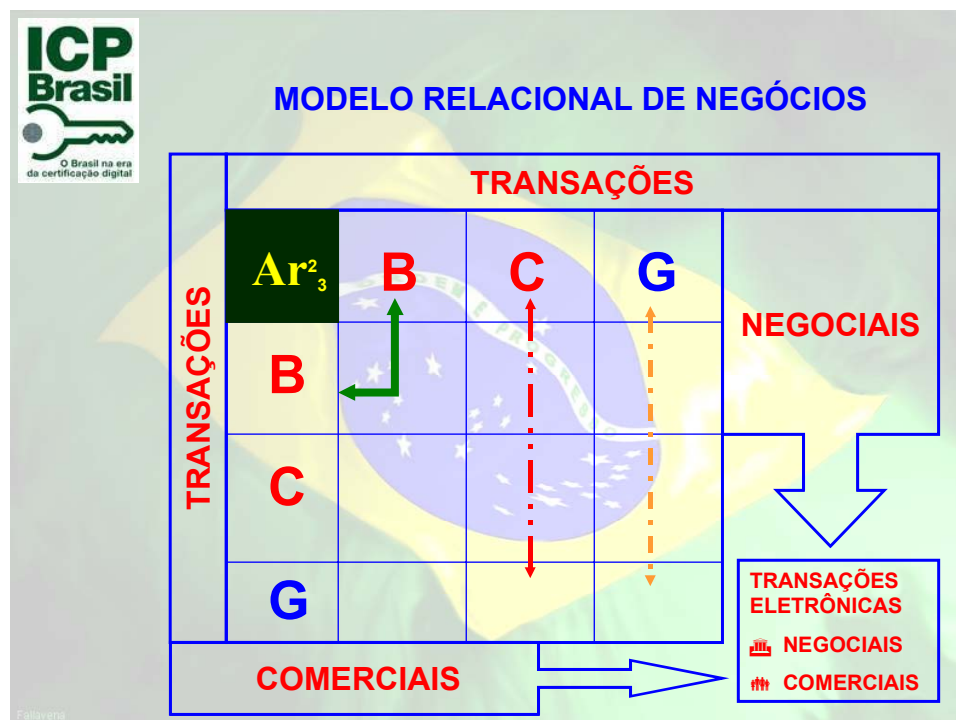 ICP
Brasil
O Brasil na era
da certificação digital
MODELO RELACIONAL DE NEGÓCIOS
TRANSAÇÕES
TRANSAÇÕES
Ar²₃
B
C
G
NEGOCIAIS
B
C
G
COMERCIAIS
TRANSAÇÕES
ELETRÔNICAS
NEGOCIAIS
COMERCIAIS
Fallavena